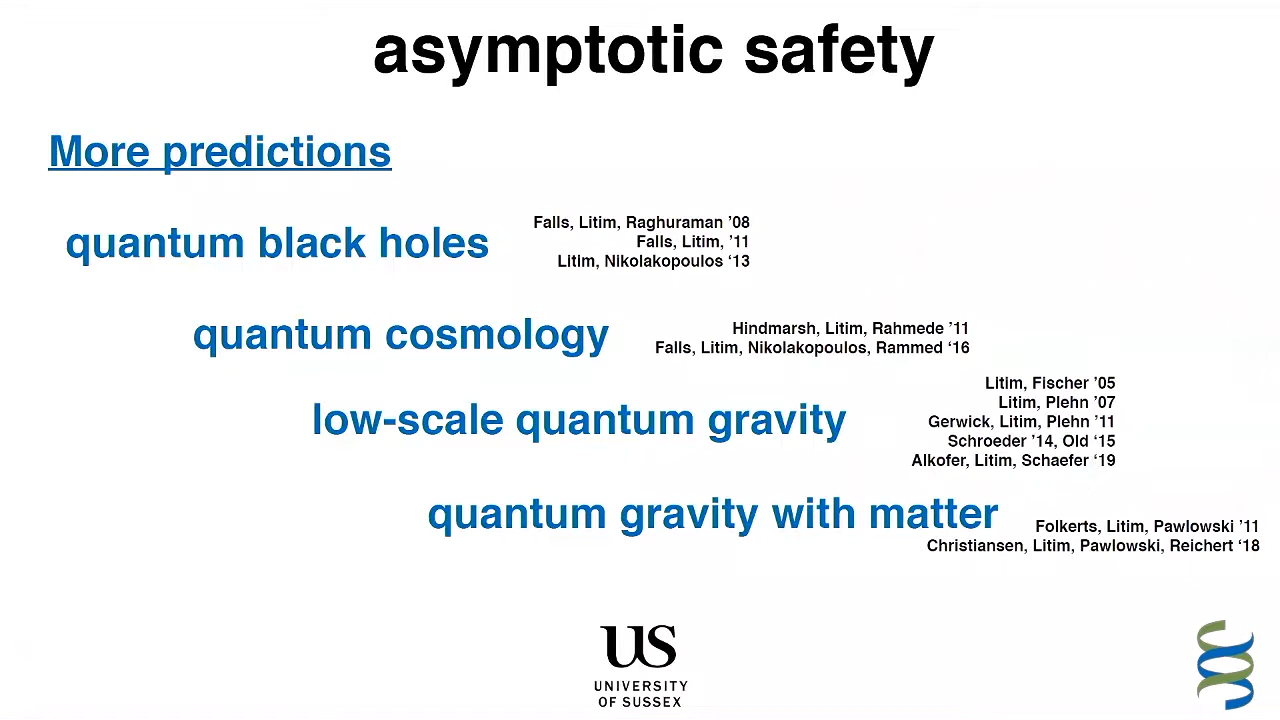 asymptotic safety
More predictions
quantum black holes
Falls, Litim, Raghuraman ’08
Falls, Litim, ’11
Litim, Nikolakopoulos ‘13
quantum cosmology
Hindmarsh, Litim, Rahmede ’11
Falls, Litim, Nikolakopoulos, Rammed ‘16
low-scale quantum gravity
Litim, Fischer ’05
Litim, Plehn ’07
Gerwick, Litim, Plehn ’11
Schroeder ’14, Old ‘15
Alkofer, Litim, Schaefer ‘19
quantum gravity with matter
Folkerts, Litim, Pawlowski ’11
Christiansen, Litim, Pawlowski, Reichert ‘18
US
UNIVERSITY
OF SUSSEX